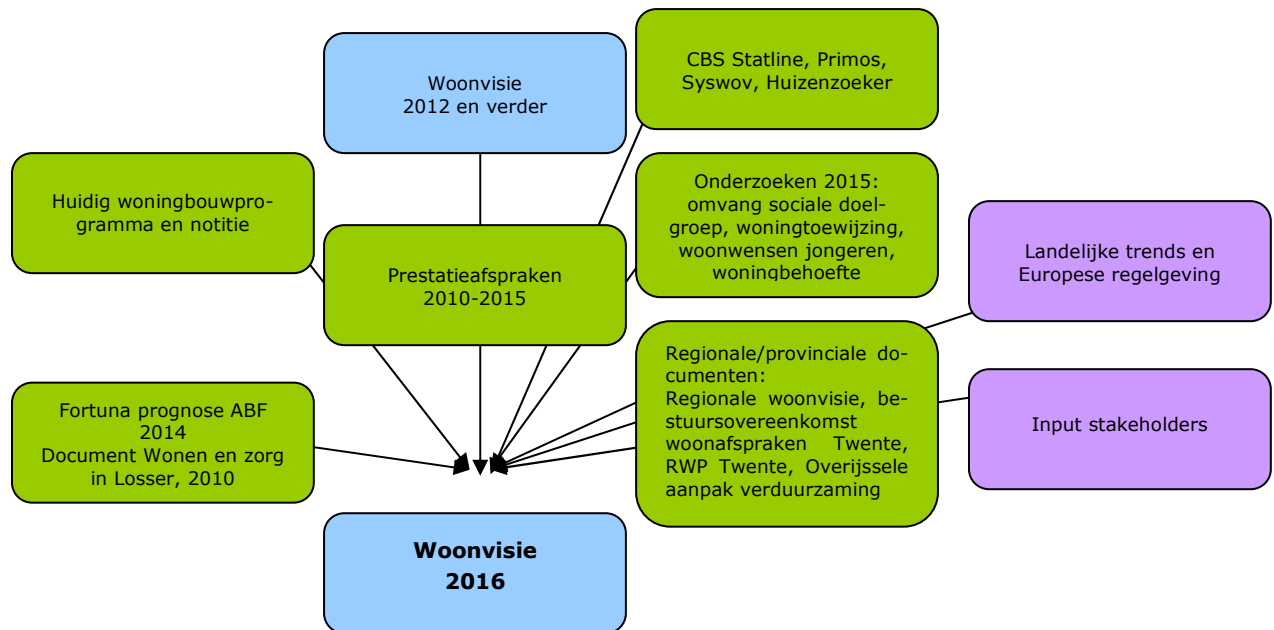 Woonvisie
2012 en verder
CBS Statline, Primos,
Syswov, Huizenzoeker
Huidig woningbouwpro-
gramma en notitie
Prestatieafspraken
2010-2015
Onderzoeken 2015:
omvang sociale doel-
groep, woningtoewijzing,
woonwensen jongeren,
woningbehoefte
Landelijke trends en
Europese regelgeving
Fortuna prognose ABF
2014
Document Wonen en zorg
in Losser, 2010
Regionale/provinciale do-
cumenten:
Regionale woonvisie, be-
stuursovereenkomst
woonafspraken Twente,
RWP Twente, Overijsselse
aanpak verduurzaming
Input stakeholders
Woonvisie
2016